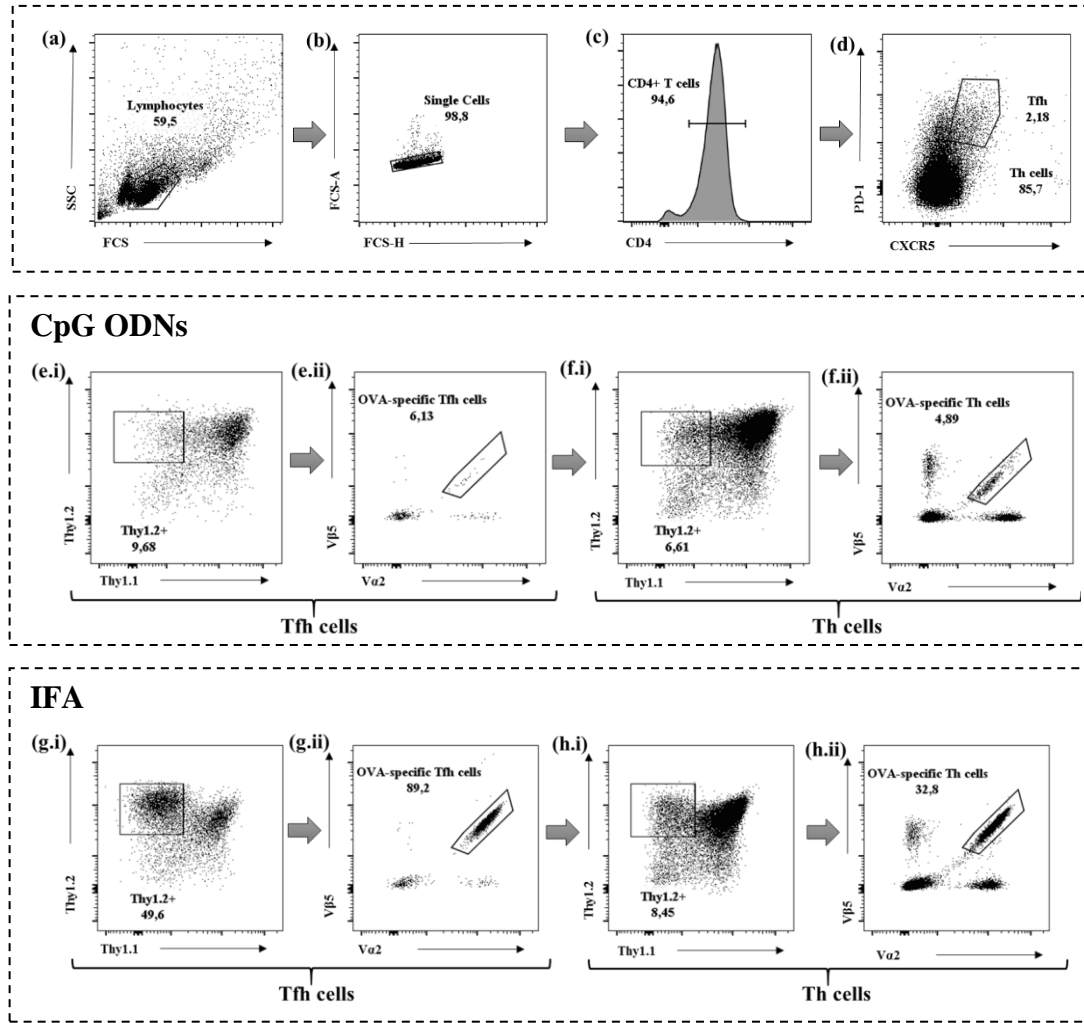 (a)
SSC
Lymphocytes
59,5
FCS
(b)
FCS-A
Single Cells
98,8
FCS-H
(c)
CD4+ T cells
94,6
CD4
(d)
PD-1
Tfh
2,18
Th cells
85,7
CXCR5
CpG ODNs
(e.i)
Thy1.2
Thy1.2+
9,68
Thy1.1
(e.ii)
Vβ5
OVA-specific Tfh cells
6,13
Vα2
(f.i)
Thy1.2
Thy1.2+
6,61
Thy1.1
(f.ii)
Vβ5
OVA-specific Th cells
4,89
Vα2
Tfh cells
Th cells
IFA
(g.i)
Thy1.2
Thy1.2+
49,6
Thy1.1
(g.ii)
Vβ5
OVA-specific Tfh cells
89,2
Vα2
(h.i)
Thy1.2
Thy1.2+
8,45
Thy1.1
(h.ii)
Vβ5
OVA-specific Th cells
32,8
Vα2
Tfh cells
Th cells